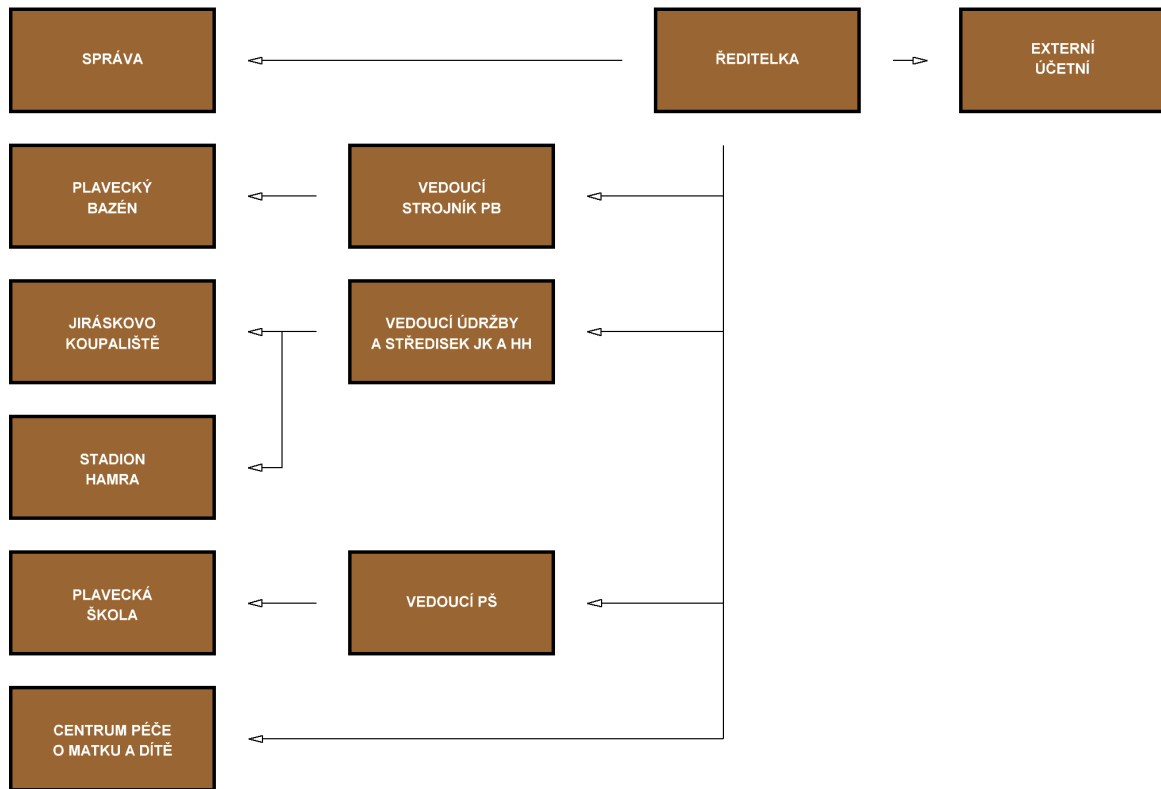 SPRÁVA
ŘEDITELKA
EXTERNÍ
ÚČETNÍ
PLAVECKÝ
BAZÉN
VEDOUCÍ
STROJNÍK PB
JIRÁSKOVO
KOUPALIŠTĚ
VEDOUCÍ ÚDRŽBY
A STŘEDISEK JK A HH
STADION
HAMRA
PLAVECKÁ
ŠKOLA
VEDOUCÍ PŠ
CENTRUM PÉČE
O MATKU A DÍTĚ